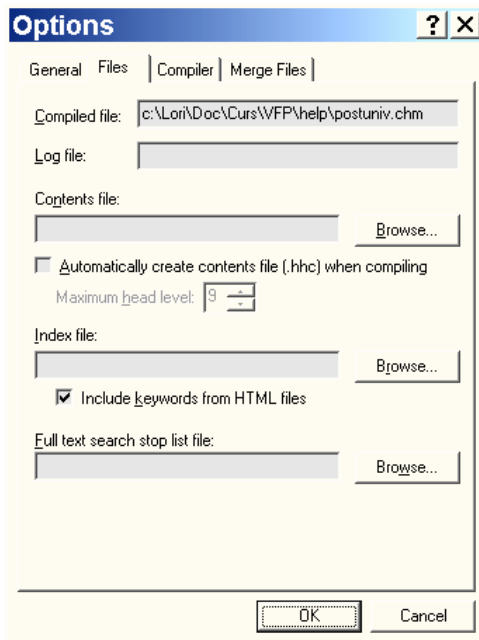 Options
General Files Compiler Merge Files
Compiled file: c:\Lori\Doc\Curs\VFP\help\postuniv.chm
Log file:
Contents file:
Browse...
Automatically create contents file (.hhc) when compiling
Maximum head level: 9
Index file:
Browse...
Include keywords from HTML files
Full text search stop list file:
Browse...
OK Cancel